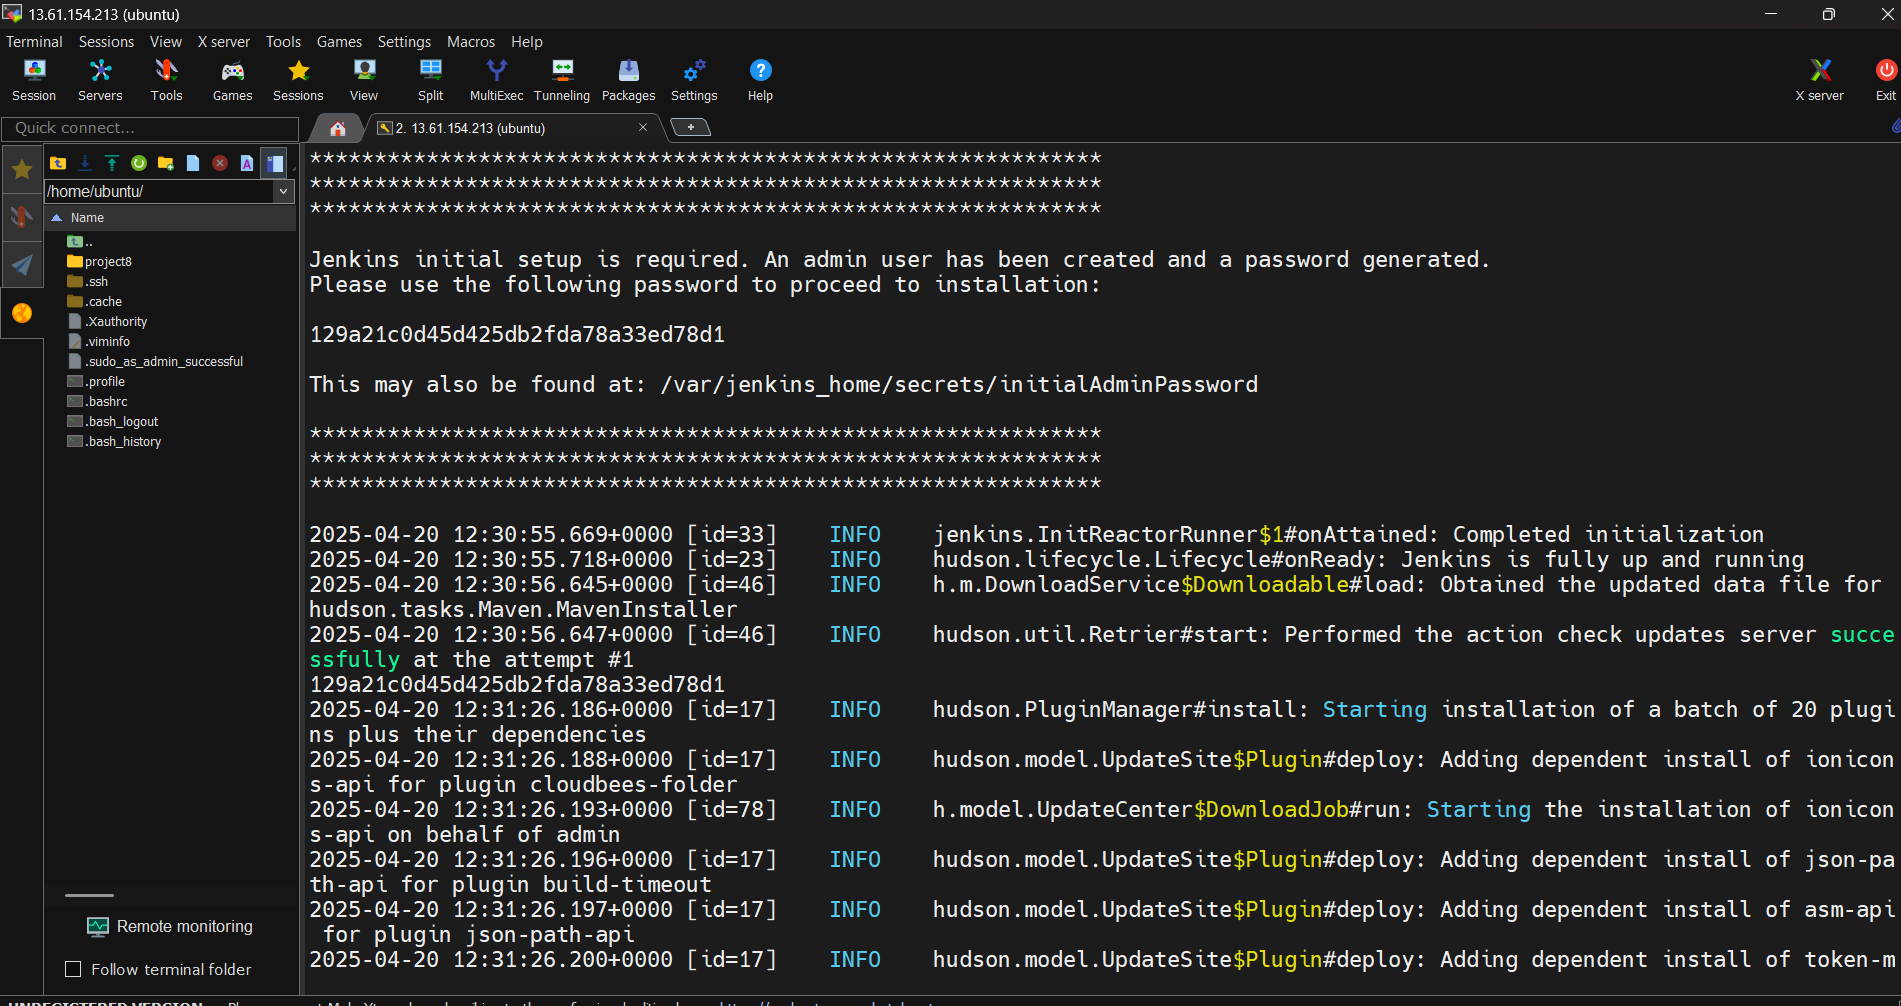 13.61.154.213 (ubuntu)
Terminal Sessions View X server Tools Games Settings Macros Help
Session Servers Tools Games Sessions View Split MultiExec Tunneling Packages Settings Help X server Exit
Quick connect...
2. 13.61.154.213 (ubuntu)
/home/ubuntu/
Name
..
project8
.ssh
.cache
.Xauthority
.viminfo
.sudo_as_admin_successful
.profile
.bashrc
.bash_logout
.bash_history
Remote monitoring
Follow terminal folder
*************************************************************
*************************************************************
*************************************************************
Jenkins initial setup is required. An admin user has been created and a password generated.
Please use the following password to proceed to installation:
129a21c0d45d425db2fda78a33ed78d1
This may also be found at: /var/jenkins_home/secrets/initialAdminPassword
*************************************************************
*************************************************************
*************************************************************
2025-04-20 12:30:55.669+0000 [id=33] INFO jenkins.InitReactorRunner$1#onAttained: Completed initialization
2025-04-20 12:30:55.718+0000 [id=23] INFO hudson.lifecycle.Lifecycle#onReady: Jenkins is fully up and running
2025-04-20 12:30:56.645+0000 [id=46] INFO h.m.DownloadService$Downloadable#load: Obtained the updated data file for
hudson.tasks.Maven.MavenInstaller
2025-04-20 12:30:56.647+0000 [id=46] INFO hudson.util.Retrier#start: Performed the action check updates server succe
ssfully at the attempt #1
129a21c0d45d425db2fda78a33ed78d1
2025-04-20 12:31:26.186+0000 [id=17] INFO hudson.PluginManager#install: Starting installation of a batch of 20 plugi
ns plus their dependencies
2025-04-20 12:31:26.188+0000 [id=17] INFO hudson.model.UpdateSite$Plugin#deploy: Adding dependent install of ionicon
s-api for plugin cloudbees-folder
2025-04-20 12:31:26.193+0000 [id=78] INFO h.model.UpdateCenter$DownloadJob#run: Starting the installation of ionicon
s-api on behalf of admin
2025-04-20 12:31:26.196+0000 [id=17] INFO hudson.model.UpdateSite$Plugin#deploy: Adding dependent install of json-pa
th-api for plugin build-timeout
2025-04-20 12:31:26.197+0000 [id=17] INFO hudson.model.UpdateSite$Plugin#deploy: Adding dependent install of asm-api
for plugin json-path-api
2025-04-20 12:31:26.200+0000 [id=17] INFO hudson.model.UpdateSite$Plugin#deploy: Adding dependent install of token-m
UNREGISTERED VERSION